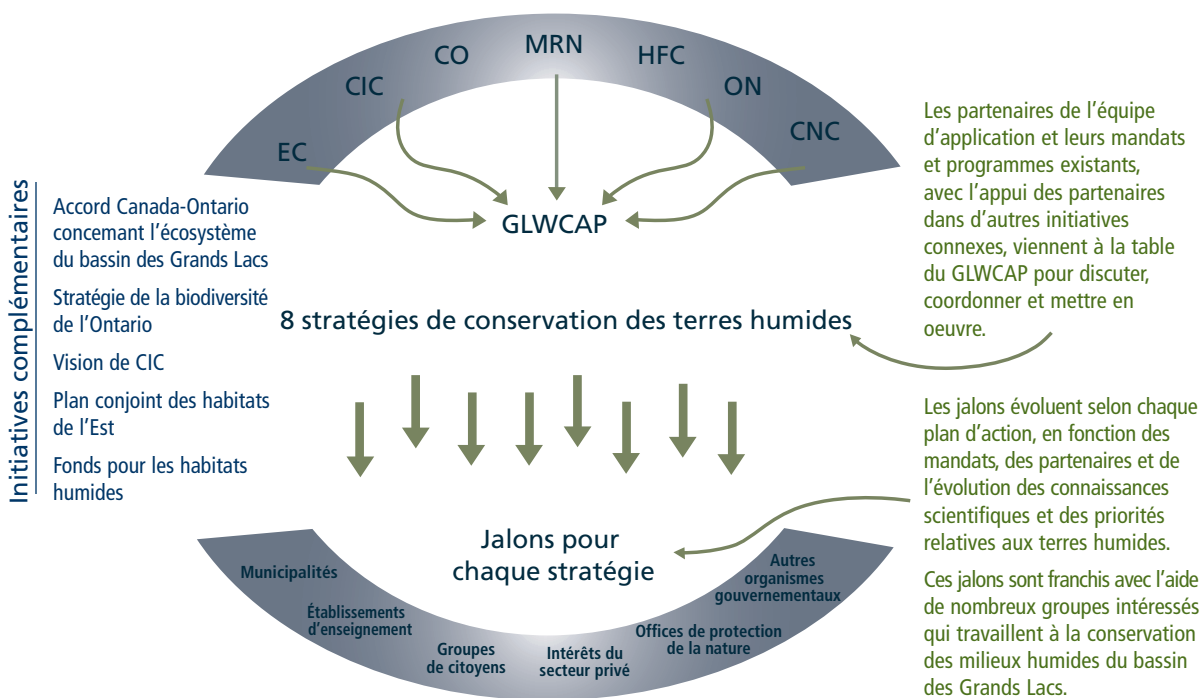 EC
CIC
CO
MRN
HFC
ON
CNC
GLWCAP
Initiatives complémentaires
Accord Canada-Ontario
concemant l'écosystème
du bassin des Grands Lacs
Stratégie de la biodiversité
de l'Ontario
Vision de CIC
Plan conjoint des habitats
de l'Est
Fonds pour les habitats
humides
8 stratégies de conservation des terres humides
Les partenaires de l'équipe
d'application et leurs mandats
et programmes existants,
avec l'appui des partenaires
dans d'autres initiatives
connexes, viennent à la table
du GLWCAP pour discuter,
coordonner et mettre en
oeuvre.
Jalons pour
chaque stratégie
Les jalons évoluent selon chaque
plan d'action, en fonction des
mandats, des partenaires et de
l'évolution des connaissances
scientifiques et des priorités
relatives aux terres humides.
Ces jalons sont franchis avec l'aide
de nombreux groupes intéressés
qui travaillent à la conservation
des milieux humides du bassin
des Grands Lacs.
Municipalités
Établissements
d'enseignement
Groupes
de citoyens
Intérêts du
secteur privé
Offices de protection
de la nature
Autres
organismes
gouvernementaux